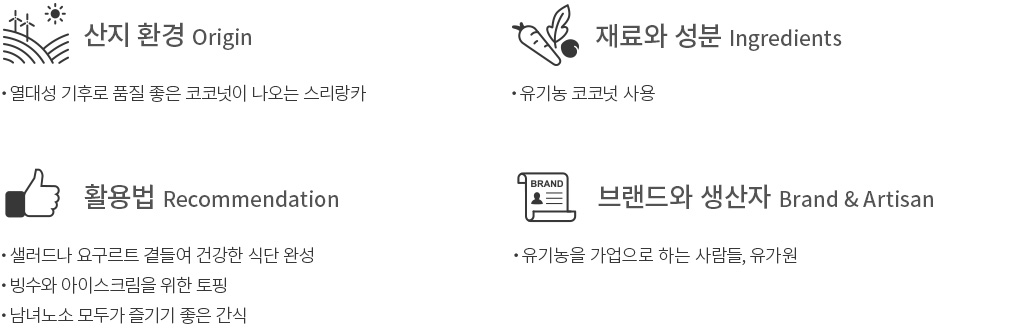 산지 환경 Origin
• 열대성 기후로 품질 좋은 코코넛이 나오는 스리랑카
재료와 성분 Ingredients
• 유기농 코코넛 사용
활용법 Recommendation
• 샐러드나 요구르트 곁들여 건강한 식단 완성
• 빙수와 아이스크림을 위한 토핑
• 남녀노소 모두가 즐기기 좋은 간식
BRAND
브랜드와 생산자 Brand & Artisan
• 유기농을 가업으로 하는 사람들, 유가원